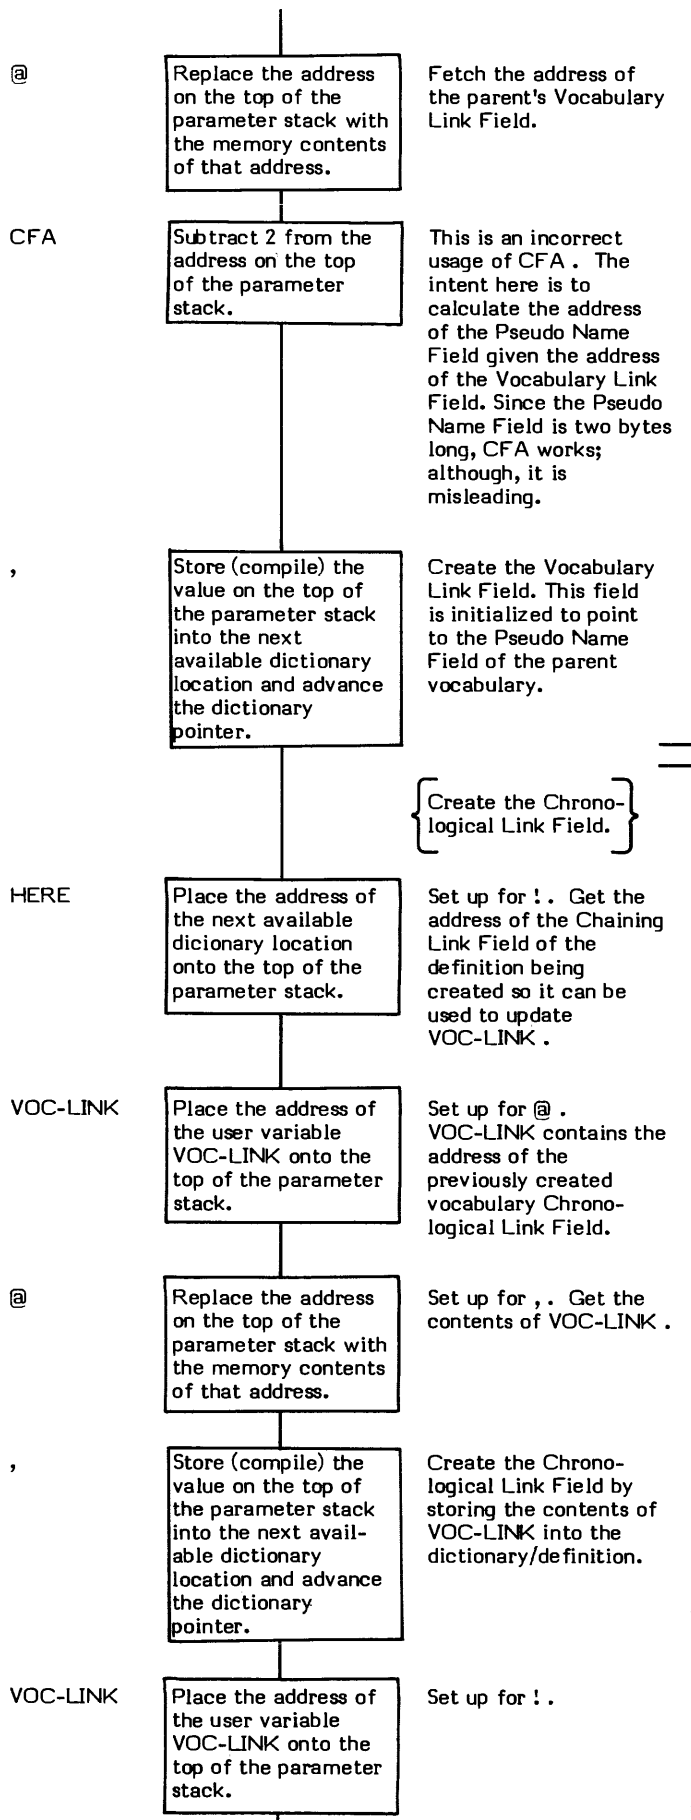 @
Replace the address
on the top of the
parameter stack with
the memory contents
of that address.
Fetch the address of
the parent's Vocabulary
Link Field.
CFA
Subtract 2 from the
address on the top
of the parameter
stack.
This is an incorrect
usage of CFA . The
intent here is to
calculate the address
of the Pseudo Name
Field given the address
of the Vocabulary Link
Field. Since the Pseudo
Name Field is two bytes
long, CFA works;
although, it is
misleading.
,
Store (compile) the
value on the top of
the parameter stack
into the next
available dictionary
location and advance
the dictionary
pointer.
Create the Vocabulary
Link Field. This field
is initialized to point
to the Pseudo Name
Field of the parent
vocabulary.
{Create the Chrono-
logical Link Field.}
HERE
Place the address of
the next available
dicionary location
onto the top of the
parameter stack.
Set up for ! . Get the
address of the Chaining
Link Field of the
definition being
created so it can be
used to update
VOC-LINK .
VOC-LINK
Place the address of
the user variable
VOC-LINK onto the
top of the parameter
stack.
Set up for @ .
VOC-LINK contains the
address of the
previously created
vocabulary Chrono-
logical Link Field.
@
Replace the address
on the top of the
parameter stack with
the memory contents
of that address.
Set up for , . Get the
contents of VOC-LINK .
,
Store (compile) the
value on the top of
the parameter stack
into the next avail-
able dictionary
location and advance
the dictionary
pointer.
Create the Chrono-
logical Link Field by
storing the contents of
VOC-LINK into the
dictionary/definition.
VOC-LINK
Place the address of
the user variable
VOC-LINK onto the
top of the parameter
stack.
Set up for ! .